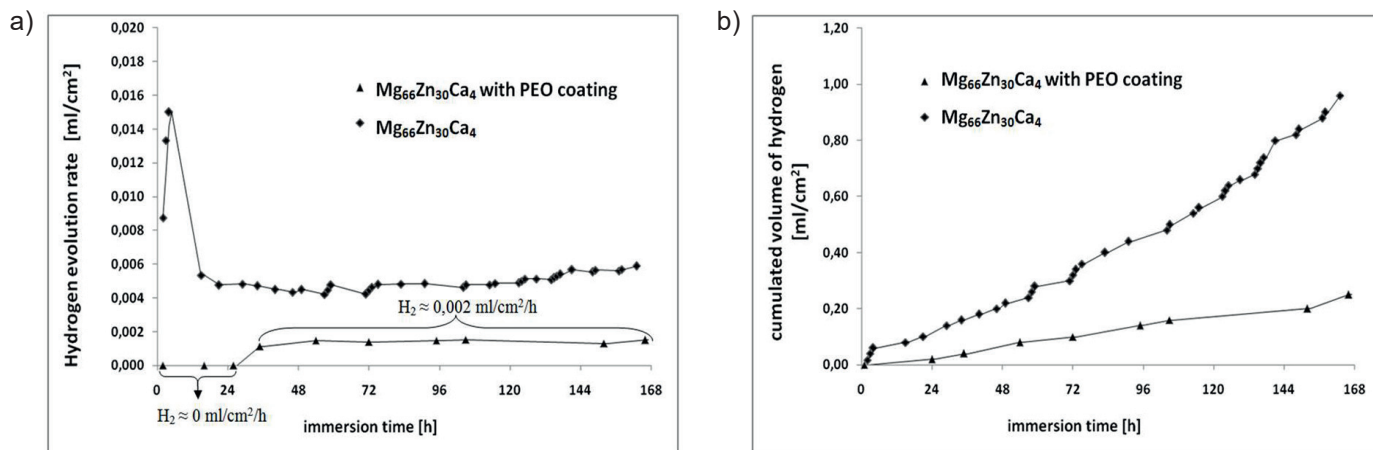 a)
Hydrogen evolution rate [ml/cm²]
0,020
0,018
0,016
0,014
0,012
0,010
0,008
0,006
0,004
0,002
0,000
Mg₆₆Zn₃₀Ca₄ with PEO coating
Mg₆₆Zn₃₀Ca₄
H₂ ≈ 0,002 ml/cm²/h
0 24 48 72 96 120 144 168
H₂ ≈ 0 ml/cm²/h
immersion time [h]
b)
cumulated volume of hydrogen
[ml/cm²]
1,20
1,00
0,80
0,60
0,40
0,20
0,00
Mg₆₆Zn₃₀Ca₄ with PEO coating
Mg₆₆Zn₃₀Ca₄
0 24 48 72 96 120 144 168
immersion time [h]